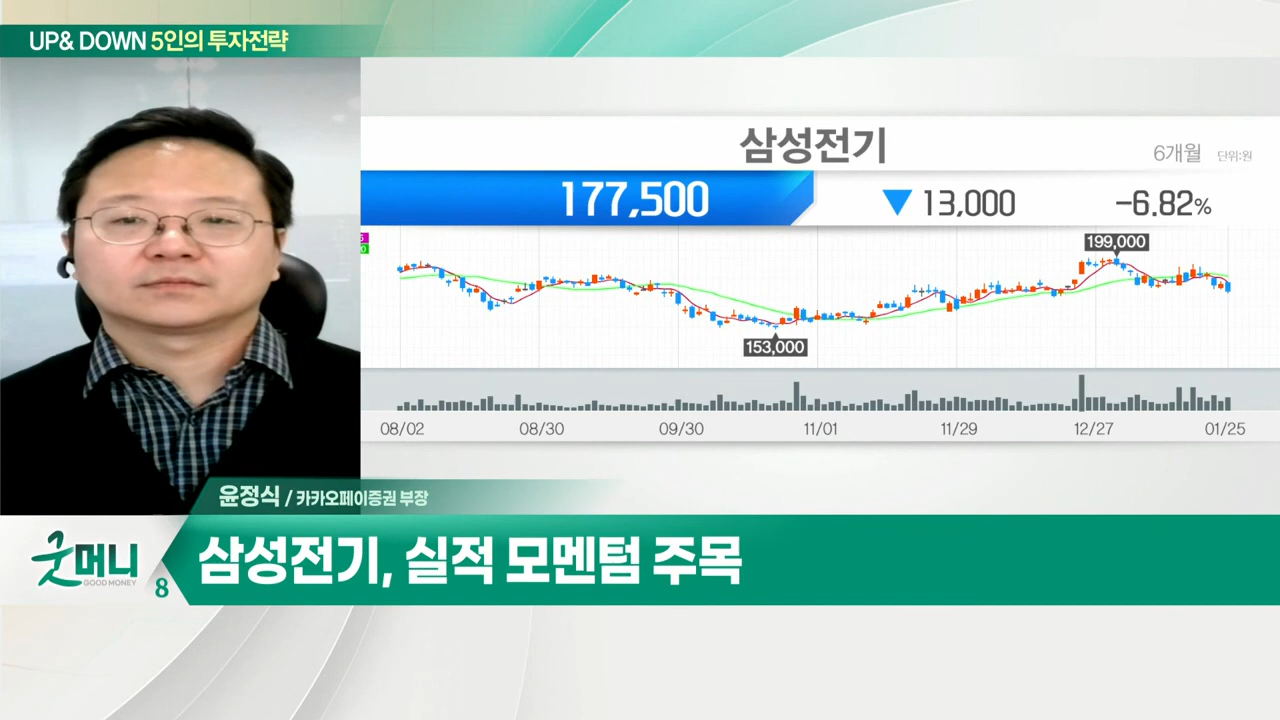 UP& DOWN 5인의 투자전략
삼성전기
6개월 단위:원
177,500
▼ 13,000
-6.82%
199,000
153,000
08/02 08/30 09/30 11/01 11/29 12/27 01/25
윤정식 / 카카오페이증권 부장
굿머니
GOOD MONEY
8
삼성전기, 실적 모멘텀 주목